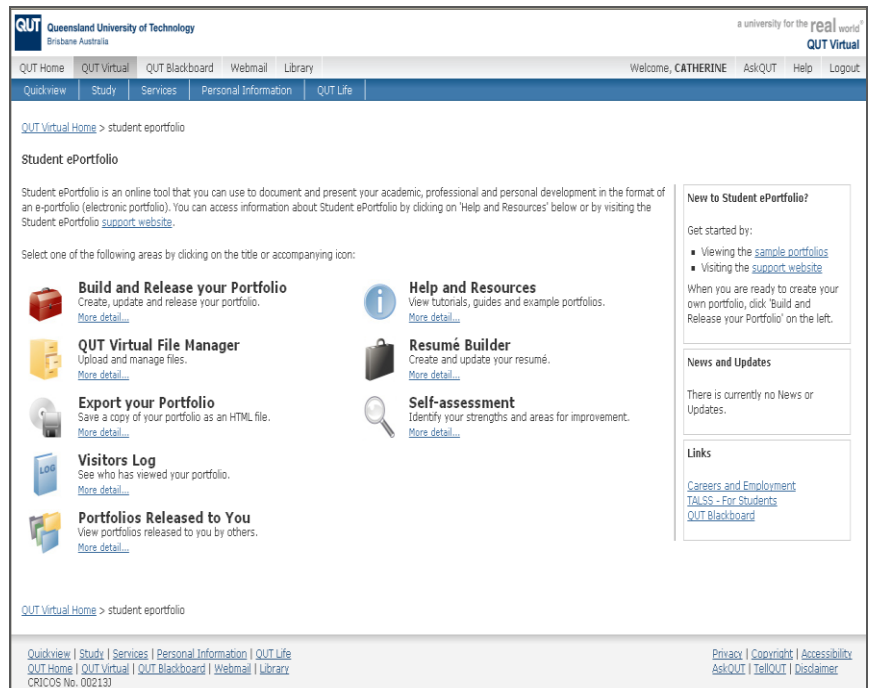 QUT Queensland University of Technology
Brisbane Australia
a university for the real world®
QUT Virtual
QUT Home QUT Virtual QUT Blackboard Webmail Library Welcome, CATHERINE AskQUT Help Logout
Quickview Study Services Personal Information QUT Life
QUT Virtual Home > student eportfolio
Student ePortfolio
Student ePortfolio is an online tool that you can use to document and present your academic, professional and personal development in the format of
an e-portfolio (electronic portfolio). You can access information about Student ePortfolio by clicking on 'Help and Resources' below or by visiting the
Student ePortfolio support website.
Select one of the following areas by clicking on the title or accompanying icon:
Build and Release your Portfolio
Create, update and release your portfolio.
More detail...
QUT Virtual File Manager
Upload and manage files.
More detail...
Export your Portfolio
Save a copy of your portfolio as an HTML file.
More detail...
LOG
Visitors Log
See who has viewed your portfolio.
More detail...
Portfolios Released to You
View portfolios released to you by others.
More detail...
Help and Resources
View tutorials, guides and example portfolios.
More detail...
Resumé Builder
Create and update your resumé.
More detail...
Self-assessment
Identify your strengths and areas for improvement.
More detail...
New to Student ePortfolio?
Get started by:
Viewing the sample portfolios
Visiting the support website
When you are ready to create your
own portfolio, click 'Build and
Release your Portfolio' on the left.
News and Updates
There is currently no News or
Updates.
Links
Careers and Employment
TALSS - For Students
QUT Blackboard
QUT Virtual Home > student eportfolio
Quickview | Study | Services | Personal Information | QUT Life
QUT Home | QUT Virtual | QUT Blackboard | Webmail | Library
CRICOS No. 00213J
Privacy | Copyright | Accessibility
AskQUT | TellQUT | Disclaimer